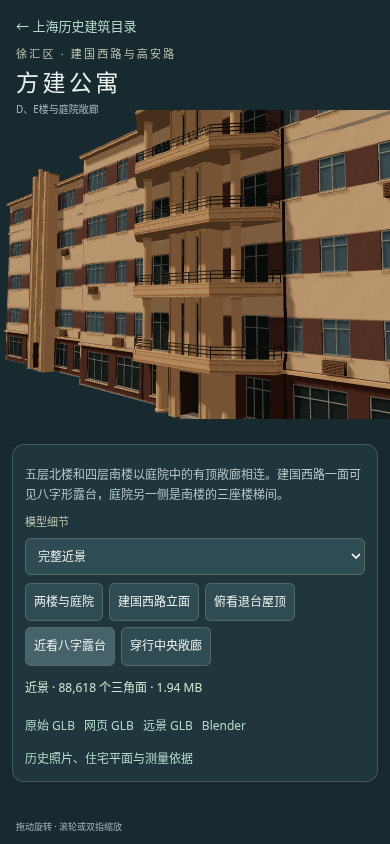 ← 上海历史建筑目录
徐汇区 · 建国西路与高安路
方建公寓
D、E楼与庭院敞廊
五层北楼和四层南楼以庭院中的有顶敞廊相连。建国西路一面可
见八字形露台，庭院另一侧是南楼的三座楼梯间。
模型细节
完整近景
两楼与庭院 建国西路立面 俯看退台屋顶
近看八字露台 穿行中央敞廊
近景 · 88,618 个三角面 · 1.94 MB
原始 GLB 网页 GLB 远景 GLB Blender
历史照片、住宅平面与测量依据
拖动旋转 · 滚轮或双指缩放